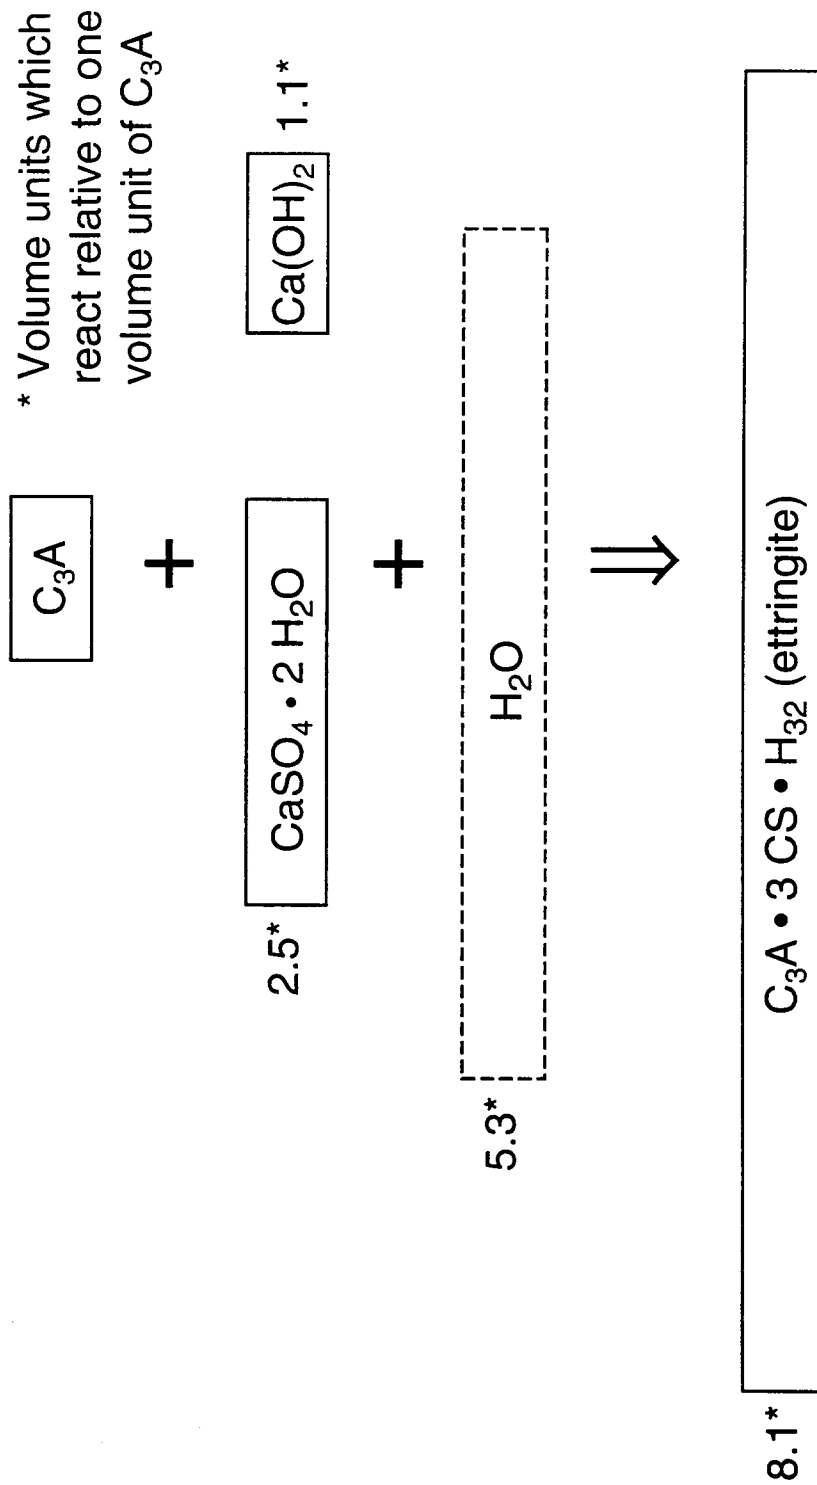 C₃A
* Volume units which
react relative to one
volume unit of C₃A
+
2.5*
CaSO₄ • 2 H₂O
Ca(OH)₂
1.1*
+
5.3*
H₂O
⇒
8.1*
C₃A • 3 CS • H₃₂ (ettringite)